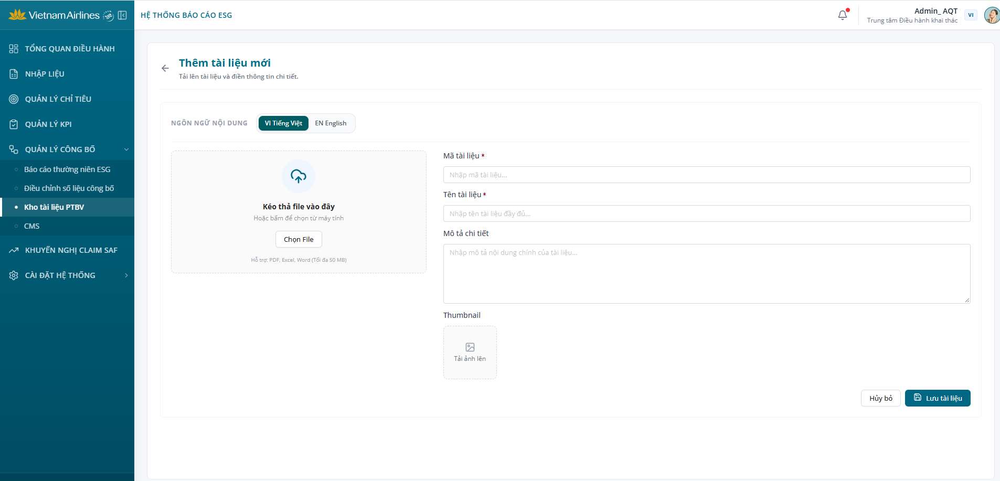 Vietnam Airlines
HỆ THỐNG BÁO CÁO ESG
Admin_ AQT
Trung tâm Điều hành khai thác
VI
TỔNG QUAN ĐIỀU HÀNH
NHẬP LIỆU
QUẢN LÝ CHỈ TIÊU
QUẢN LÝ KPI
QUẢN LÝ CÔNG BỐ
Báo cáo thường niên ESG
Điều chỉnh số liệu công bố
Kho tài liệu PTBV
CMS
KHUYẾN NGHỊ CLAIM SAF
CÀI ĐẶT HỆ THỐNG
Thêm tài liệu mới
Tải lên tài liệu và điền thông tin chi tiết.
NGÔN NGỮ NỘI DUNG
VI Tiếng Việt
EN English
Kéo thả file vào đây
Hoặc bấm để chọn từ máy tính
Chọn File
Hỗ trợ: PDF, Excel, Word (Tối đa 50 MB)
Mã tài liệu *
Nhập mã tài liệu...
Tên tài liệu *
Nhập tên tài liệu đầy đủ...
Mô tả chi tiết
Nhập mô tả nội dung chính của tài liệu...
Thumbnail
Tải ảnh lên
Hủy bỏ
Lưu tài liệu